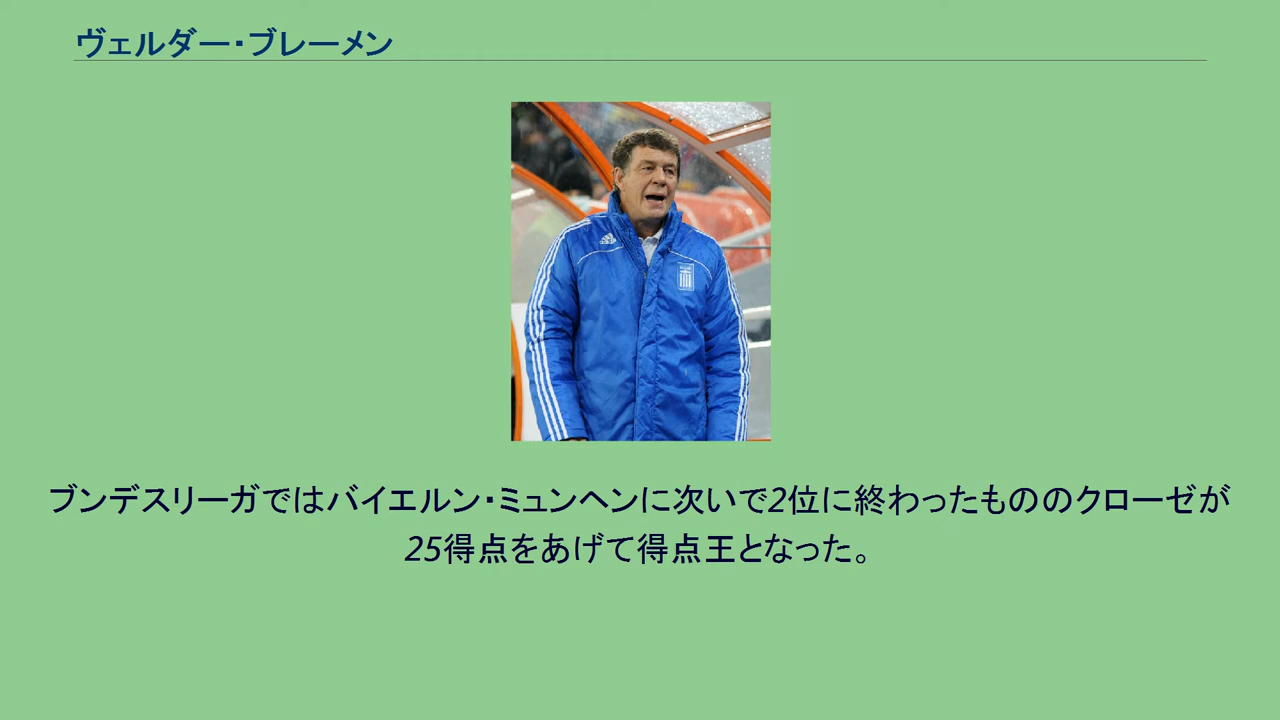 ヴェルダー・ブレーメン
ブンデスリーガではバイエルン・ミュンヘンに次いで2位に終わったもののクローゼが
25得点をあげて得点王となった。